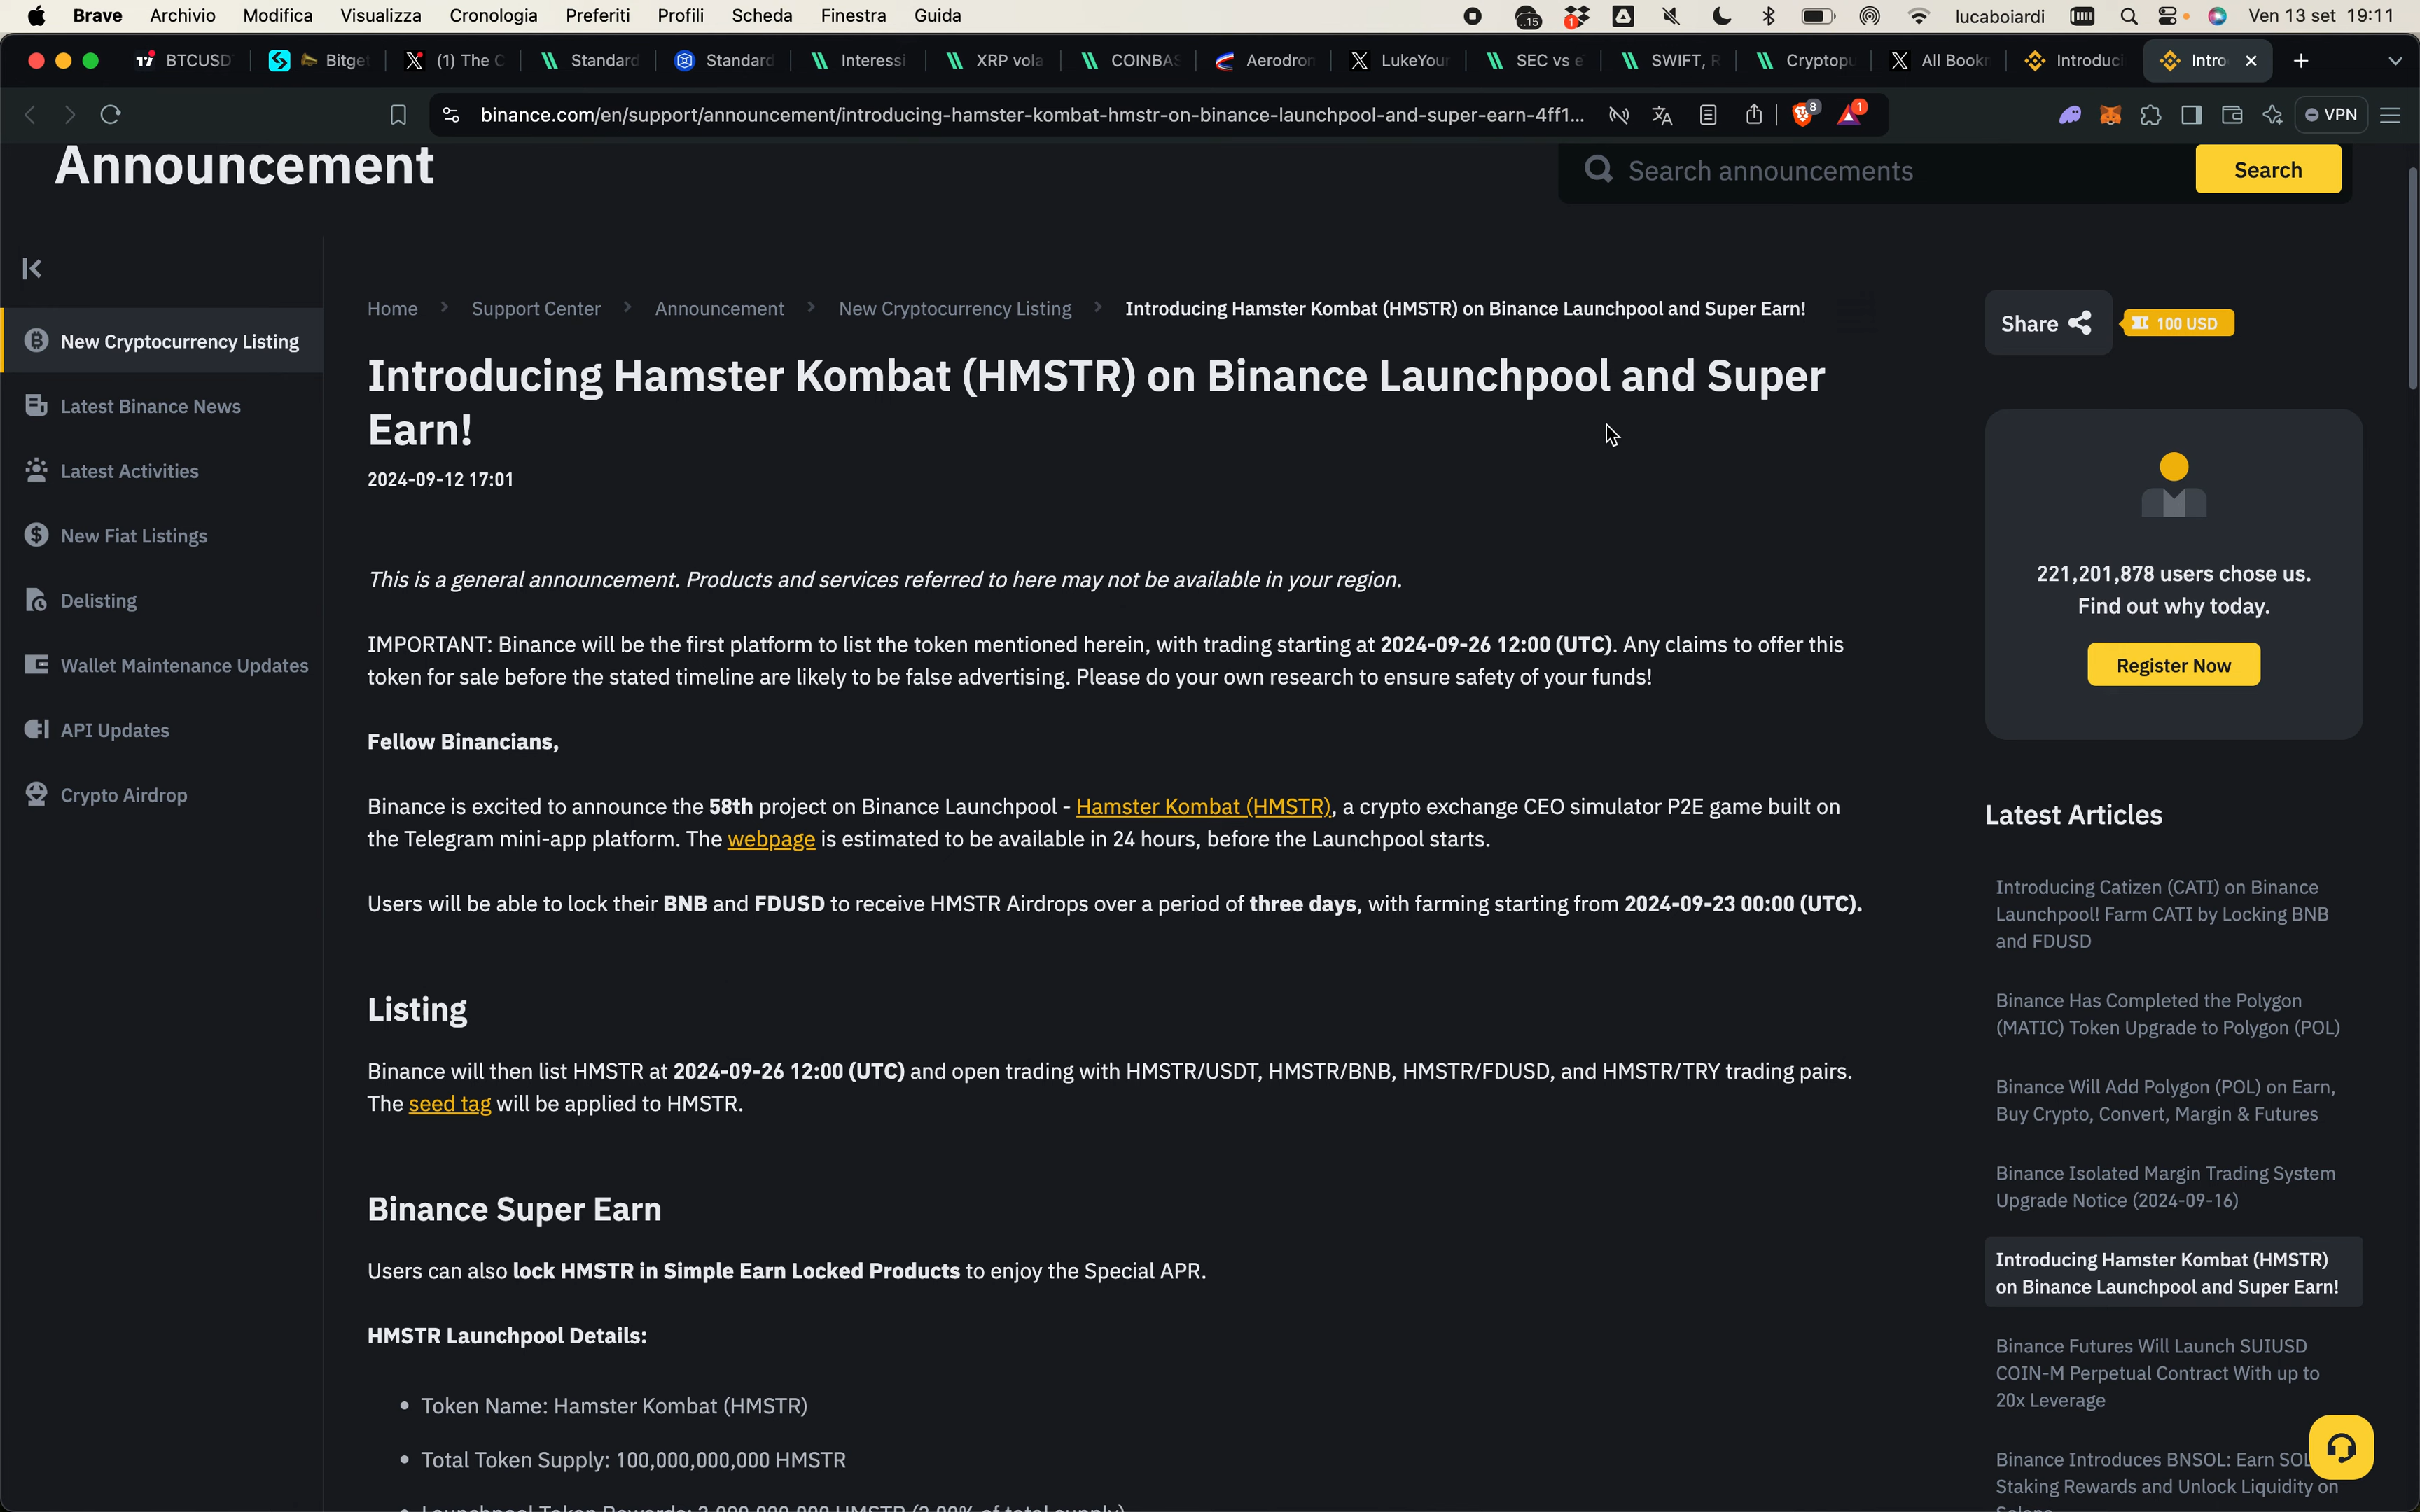 Brave Archivio Modifica Visualizza Cronologia Preferiti Profili Scheda Finestra Guida
..15 1 lucaboiardi Ven 13 set 19:11
BTCUSD Bitget (1) The C Standard Standard Interessi XRP vola COINBAS Aerodron LukeYour SEC vs e SWIFT, R Cryptopu All Bookr Introduci Intro
binance.com/en/support/announcement/introducing-hamster-kombat-hmstr-on-binance-launchpool-and-super-earn-4ff1... 8 1 VPN
Announcement
Search announcements
Search
New Cryptocurrency Listing
Latest Binance News
Latest Activities
New Fiat Listings
Delisting
Wallet Maintenance Updates
API Updates
Crypto Airdrop
Home > Support Center > Announcement > New Cryptocurrency Listing > Introducing Hamster Kombat (HMSTR) on Binance Launchpool and Super Earn!
Introducing Hamster Kombat (HMSTR) on Binance Launchpool and Super
Earn!
2024-09-12 17:01
This is a general announcement. Products and services referred to here may not be available in your region.
IMPORTANT: Binance will be the first platform to list the token mentioned herein, with trading starting at 2024-09-26 12:00 (UTC). Any claims to offer this
token for sale before the stated timeline are likely to be false advertising. Please do your own research to ensure safety of your funds!
Fellow Binancians,
Binance is excited to announce the 58th project on Binance Launchpool - Hamster Kombat (HMSTR), a crypto exchange CEO simulator P2E game built on
the Telegram mini-app platform. The webpage is estimated to be available in 24 hours, before the Launchpool starts.
Users will be able to lock their BNB and FDUSD to receive HMSTR Airdrops over a period of three days, with farming starting from 2024-09-23 00:00 (UTC).
Listing
Binance will then list HMSTR at 2024-09-26 12:00 (UTC) and open trading with HMSTR/USDT, HMSTR/BNB, HMSTR/FDUSD, and HMSTR/TRY trading pairs.
The seed tag will be applied to HMSTR.
Binance Super Earn
Users can also lock HMSTR in Simple Earn Locked Products to enjoy the Special APR.
HMSTR Launchpool Details:
• Token Name: Hamster Kombat (HMSTR)
• Total Token Supply: 100,000,000,000 HMSTR
• Launchpool Token Rewards: 3,000,000,000 HMSTR (3.00% of total supply)
Share
100 USD
221,201,878 users chose us.
Find out why today.
Register Now
Latest Articles
Introducing Catizen (CATI) on Binance
Launchpool! Farm CATI by Locking BNB
and FDUSD
Binance Has Completed the Polygon
(MATIC) Token Upgrade to Polygon (POL)
Binance Will Add Polygon (POL) on Earn,
Buy Crypto, Convert, Margin & Futures
Binance Isolated Margin Trading System
Upgrade Notice (2024-09-16)
Introducing Hamster Kombat (HMSTR)
on Binance Launchpool and Super Earn!
Binance Futures Will Launch SUIUSD
COIN-M Perpetual Contract With up to
20x Leverage
Binance Introduces BNSOL: Earn SOL
Staking Rewards and Unlock Liquidity on